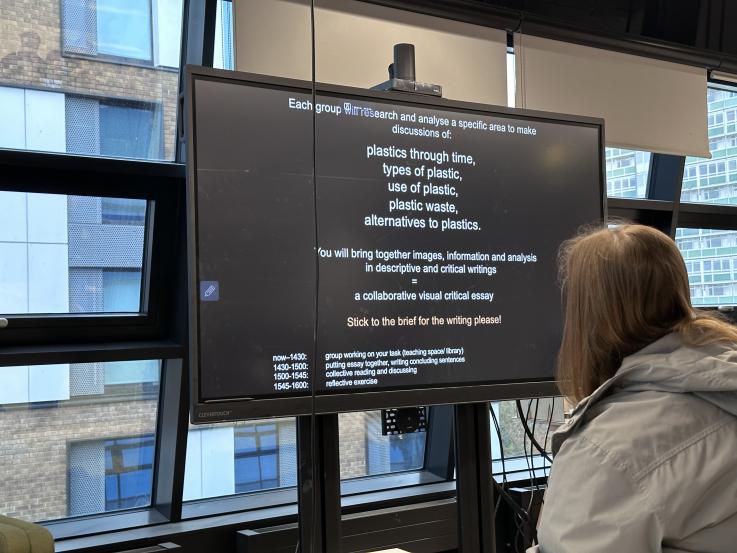 Each group will research and analyse a specific area to make
discussions of:
plastics through time,
types of plastic,
use of plastic,
plastic waste,
alternatives to plastics.
You will bring together images, information and analysis
in descriptive and critical writings
=
a collaborative visual critical essay
Stick to the brief for the writing please!
now–1430: group working on your task (teaching space/ library)
1430-1500: putting essay together, writing concluding sentences
1500-1545: collective reading and discussing
1545-1600: reflective exercise
CLEVERTOUCH